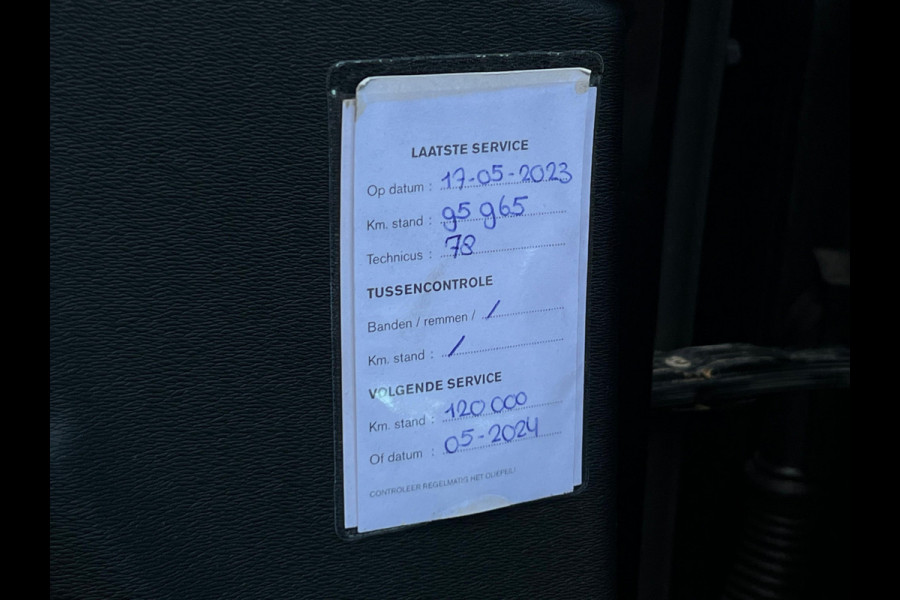 LAATSTE SERVICE
Op datum : 17-05-2023
Km. stand : 95 965
Technicus : 78
TUSSENCONTROLE
Banden / remmen / /
Km. stand : /
VOLGENDE SERVICE
Km. stand : 120 000
Of datum : 05-2024
CONTROLEER REGELMATIG HET OLIEPEIL!